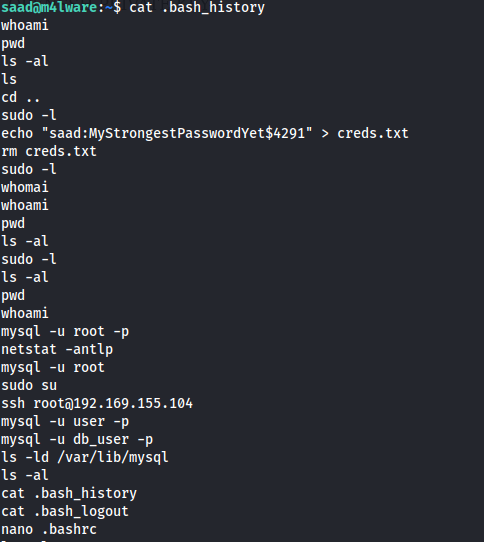 saad@m4lware:~$ cat .bash_history
whoami
pwd
ls -al
ls
cd ..
sudo -l
echo "saad:MyStrongestPasswordYet$4291" > creds.txt
rm creds.txt
sudo -l
whomai
whoami
pwd
ls -al
sudo -l
ls -al
pwd
whoami
mysql -u root -p
netstat -antlp
mysql -u root
sudo su
ssh root@192.169.155.104
mysql -u user -p
mysql -u db_user -p
ls -ld /var/lib/mysql
ls -al
cat .bash_history
cat .bash_logout
nano .bashrc